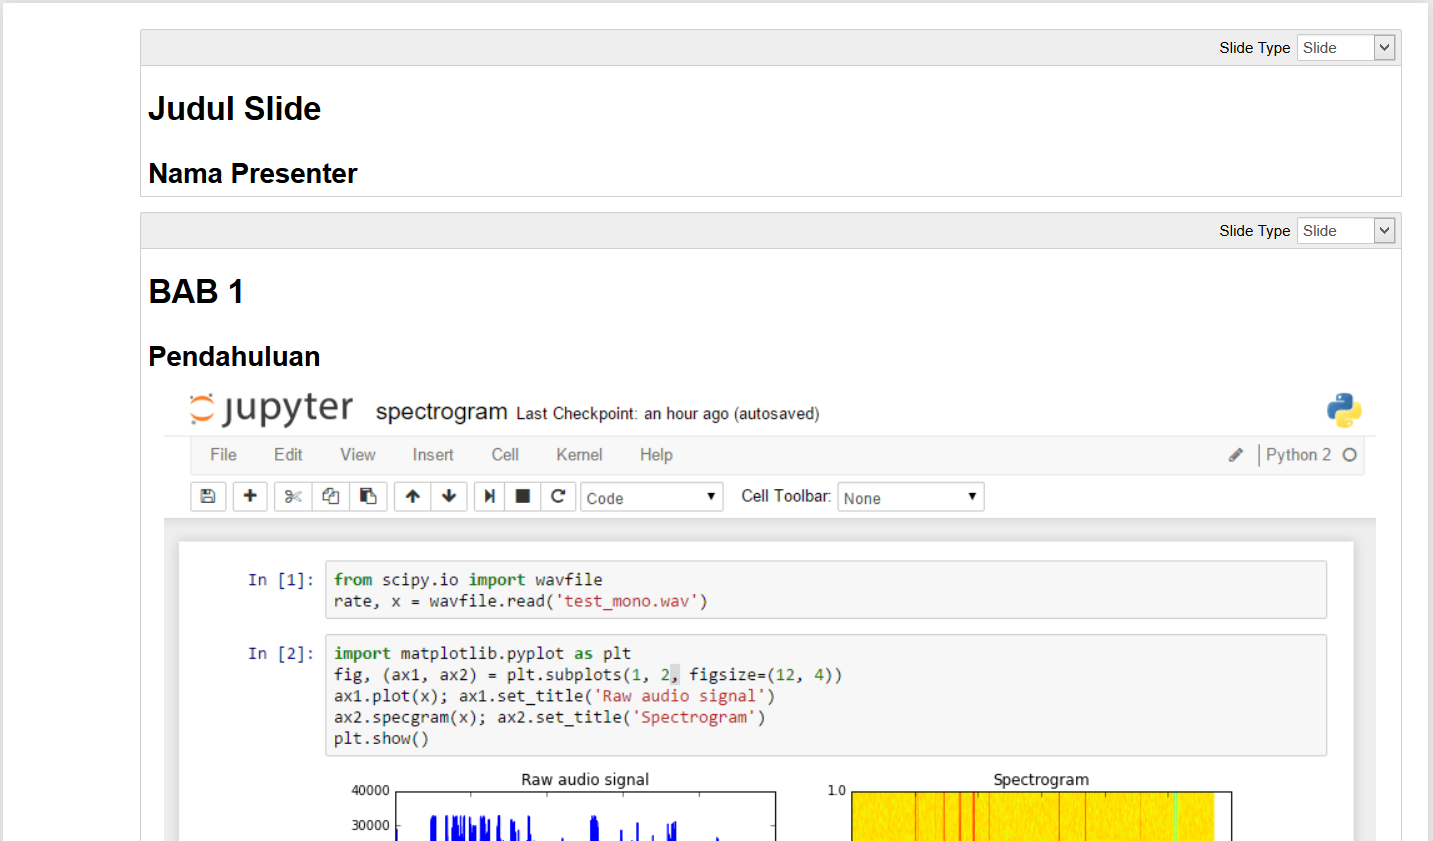 Slide Type Slide
Judul Slide
Nama Presenter
Slide Type Slide
BAB 1
Pendahuluan
jupyter spectrogram Last Checkpoint: an hour ago (autosaved)
File Edit View Insert Cell Kernel Help Python 2
Code Cell Toolbar: None
In [1]: from scipy.io import wavfile
rate, x = wavfile.read('test_mono.wav')
In [2]: import matplotlib.pyplot as plt
fig, (ax1, ax2) = plt.subplots(1, 2, figsize=(12, 4))
ax1.plot(x); ax1.set_title('Raw audio signal')
ax2.specgram(x); ax2.set_title('Spectrogram')
plt.show()
Raw audio signal Spectrogram
40000 1.0
30000